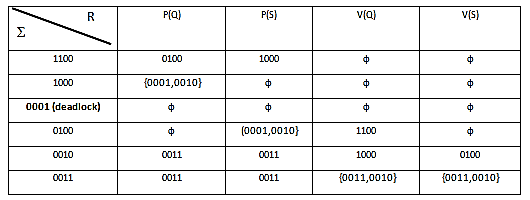 R P(Q) P(S) V(Q) V(S)
Σ
1100 0100 1000 ϕ ϕ
1000 {0001,0010} ϕ ϕ ϕ
0001 (deadlock) ϕ ϕ ϕ ϕ
0100 ϕ {0001,0010} 1100 ϕ
0010 0011 0011 1000 0100
0011 0011 0011 {0011,0010} {0011,0010}